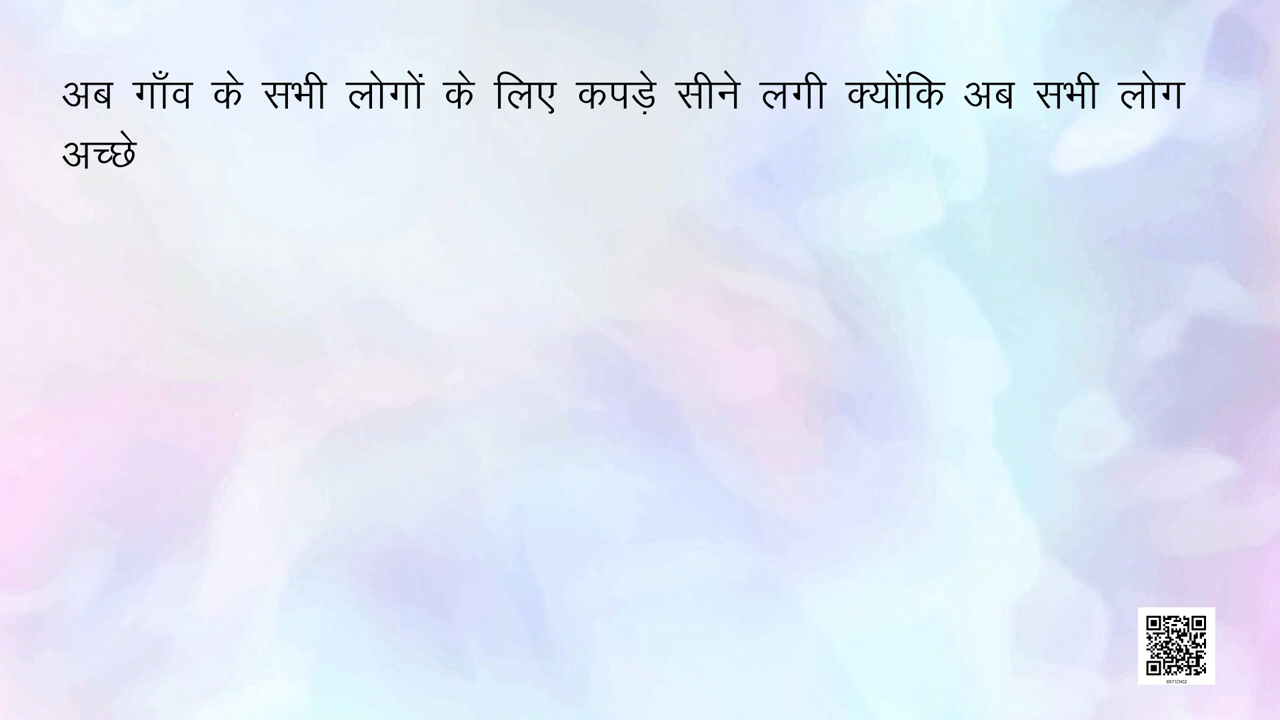 अब गाँव के सभी लोगों के लिए कपड़े सीने लगी क्योंकि अब सभी लोग
अच्छे